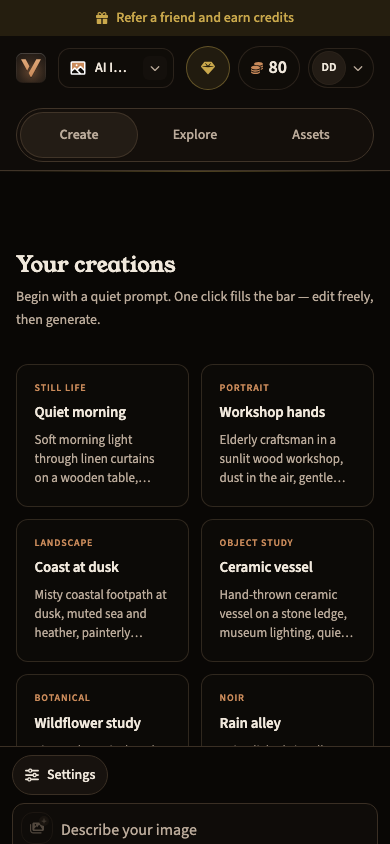 Refer a friend and earn credits
AI I...
80
DD
Create
Explore
Assets
Your creations
Begin with a quiet prompt. One click fills the bar — edit freely,
then generate.
STILL LIFE
Quiet morning
Soft morning light
through linen curtains
on a wooden table,...
PORTRAIT
Workshop hands
Elderly craftsman in a
sunlit wood workshop,
dust in the air, gentle...
LANDSCAPE
Coast at dusk
Misty coastal footpath at
dusk, muted sea and
heather, painterly...
OBJECT STUDY
Ceramic vessel
Hand-thrown ceramic
vessel on a stone ledge,
museum lighting, quie...
BOTANICAL
Wildflower study
NOIR
Rain alley
Settings
Describe your image